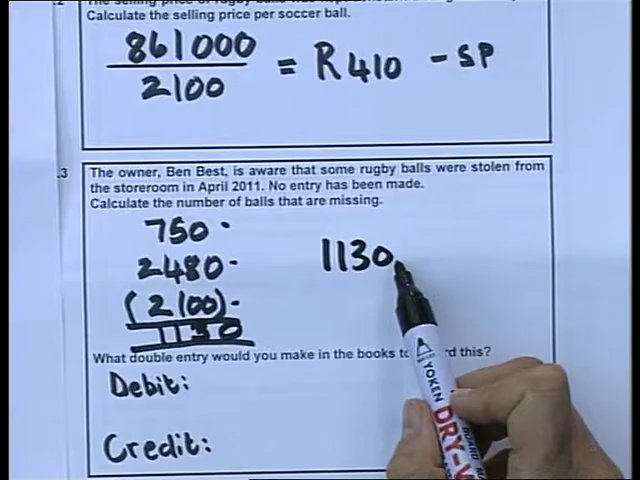 Calculate the selling price per soccer ball.
861000
2100
= R410 - SP
.3 The owner, Ben Best, is aware that some rugby balls were stolen from
the storeroom in April 2011. No entry has been made.
Calculate the number of balls that are missing.
750
2480
(2100)
1130
1130
What double entry would you make in the books to rd this?
Debit:
Credit:
YOKEN
DRY-W